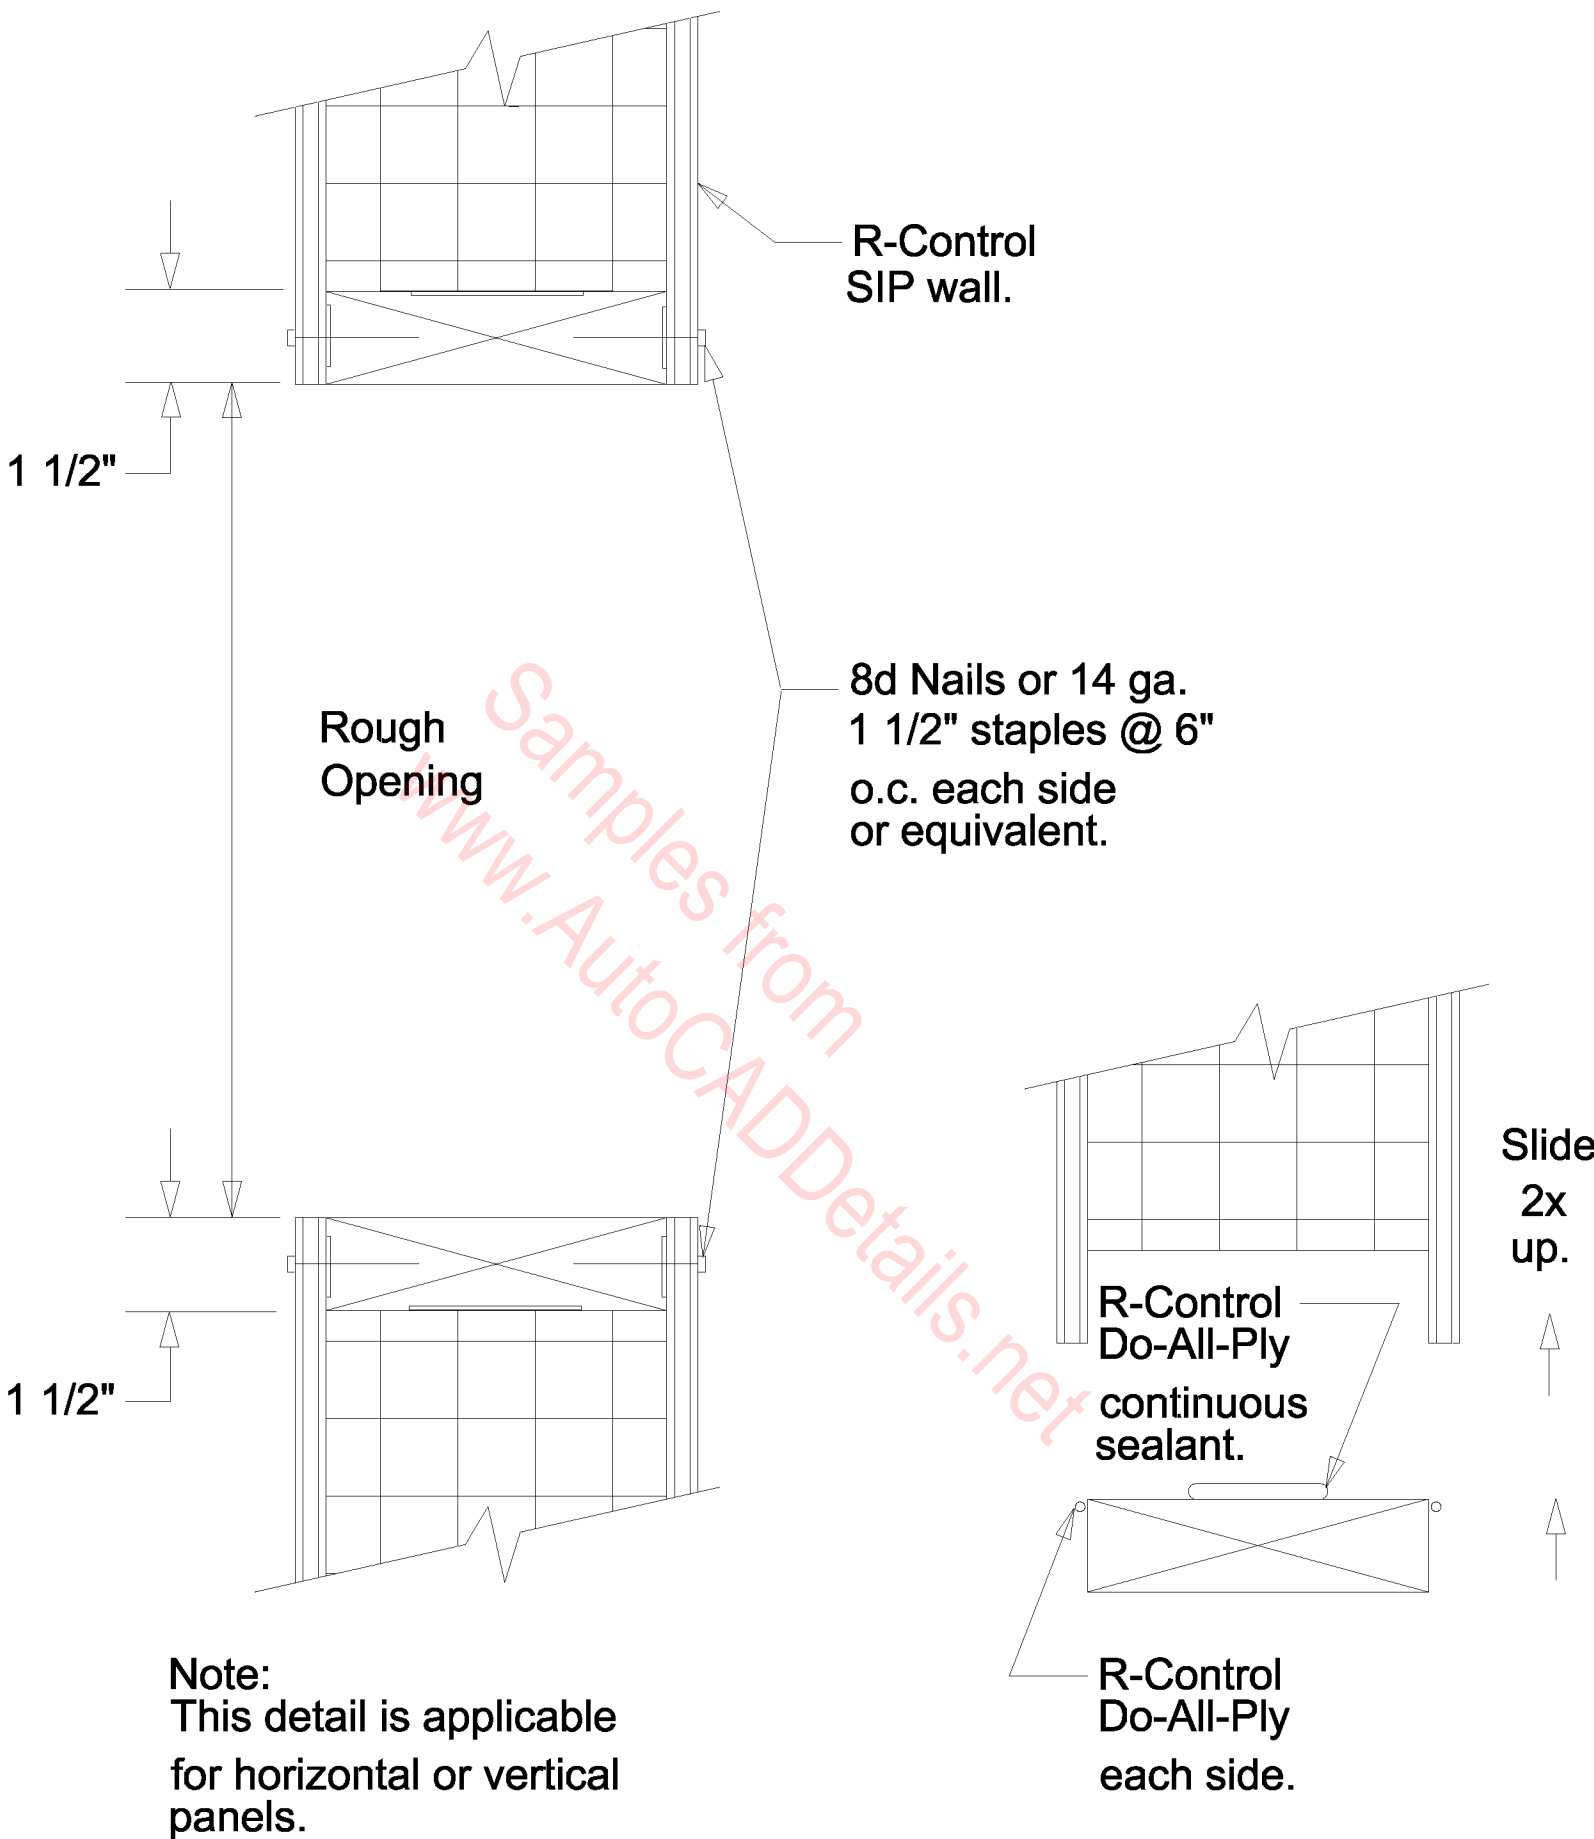 R-Control
SIP wall.
1 1/2"
8d Nails or 14 ga.
1 1/2" staples @ 6"
o.c. each side
or equivalent.
Rough
Opening
Samples from
www.AutoCADDetails.net
Slide
2x
up.
R-Control
Do-All-Ply
continuous
sealant.
1 1/2"
R-Control
Do-All-Ply
each side.
Note:
This detail is applicable
for horizontal or vertical
panels.